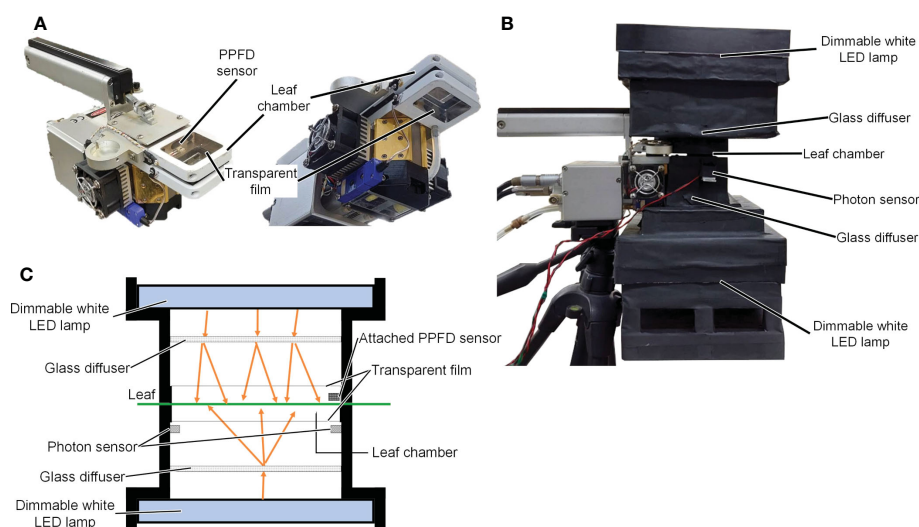 A
PPFD
sensor
Leaf
chamber
Transparent film
B
Dimmable white
LED lamp
Glass diffuser
Leaf chamber
Photon sensor
Glass diffuser
Dimmable white
LED lamp
C
Dimmable white
LED lamp
Glass diffuser
Attached PPFD sensor
Transparent film
Leaf
Photon sensor
Leaf chamber
Glass diffuser
Dimmable white
LED lamp